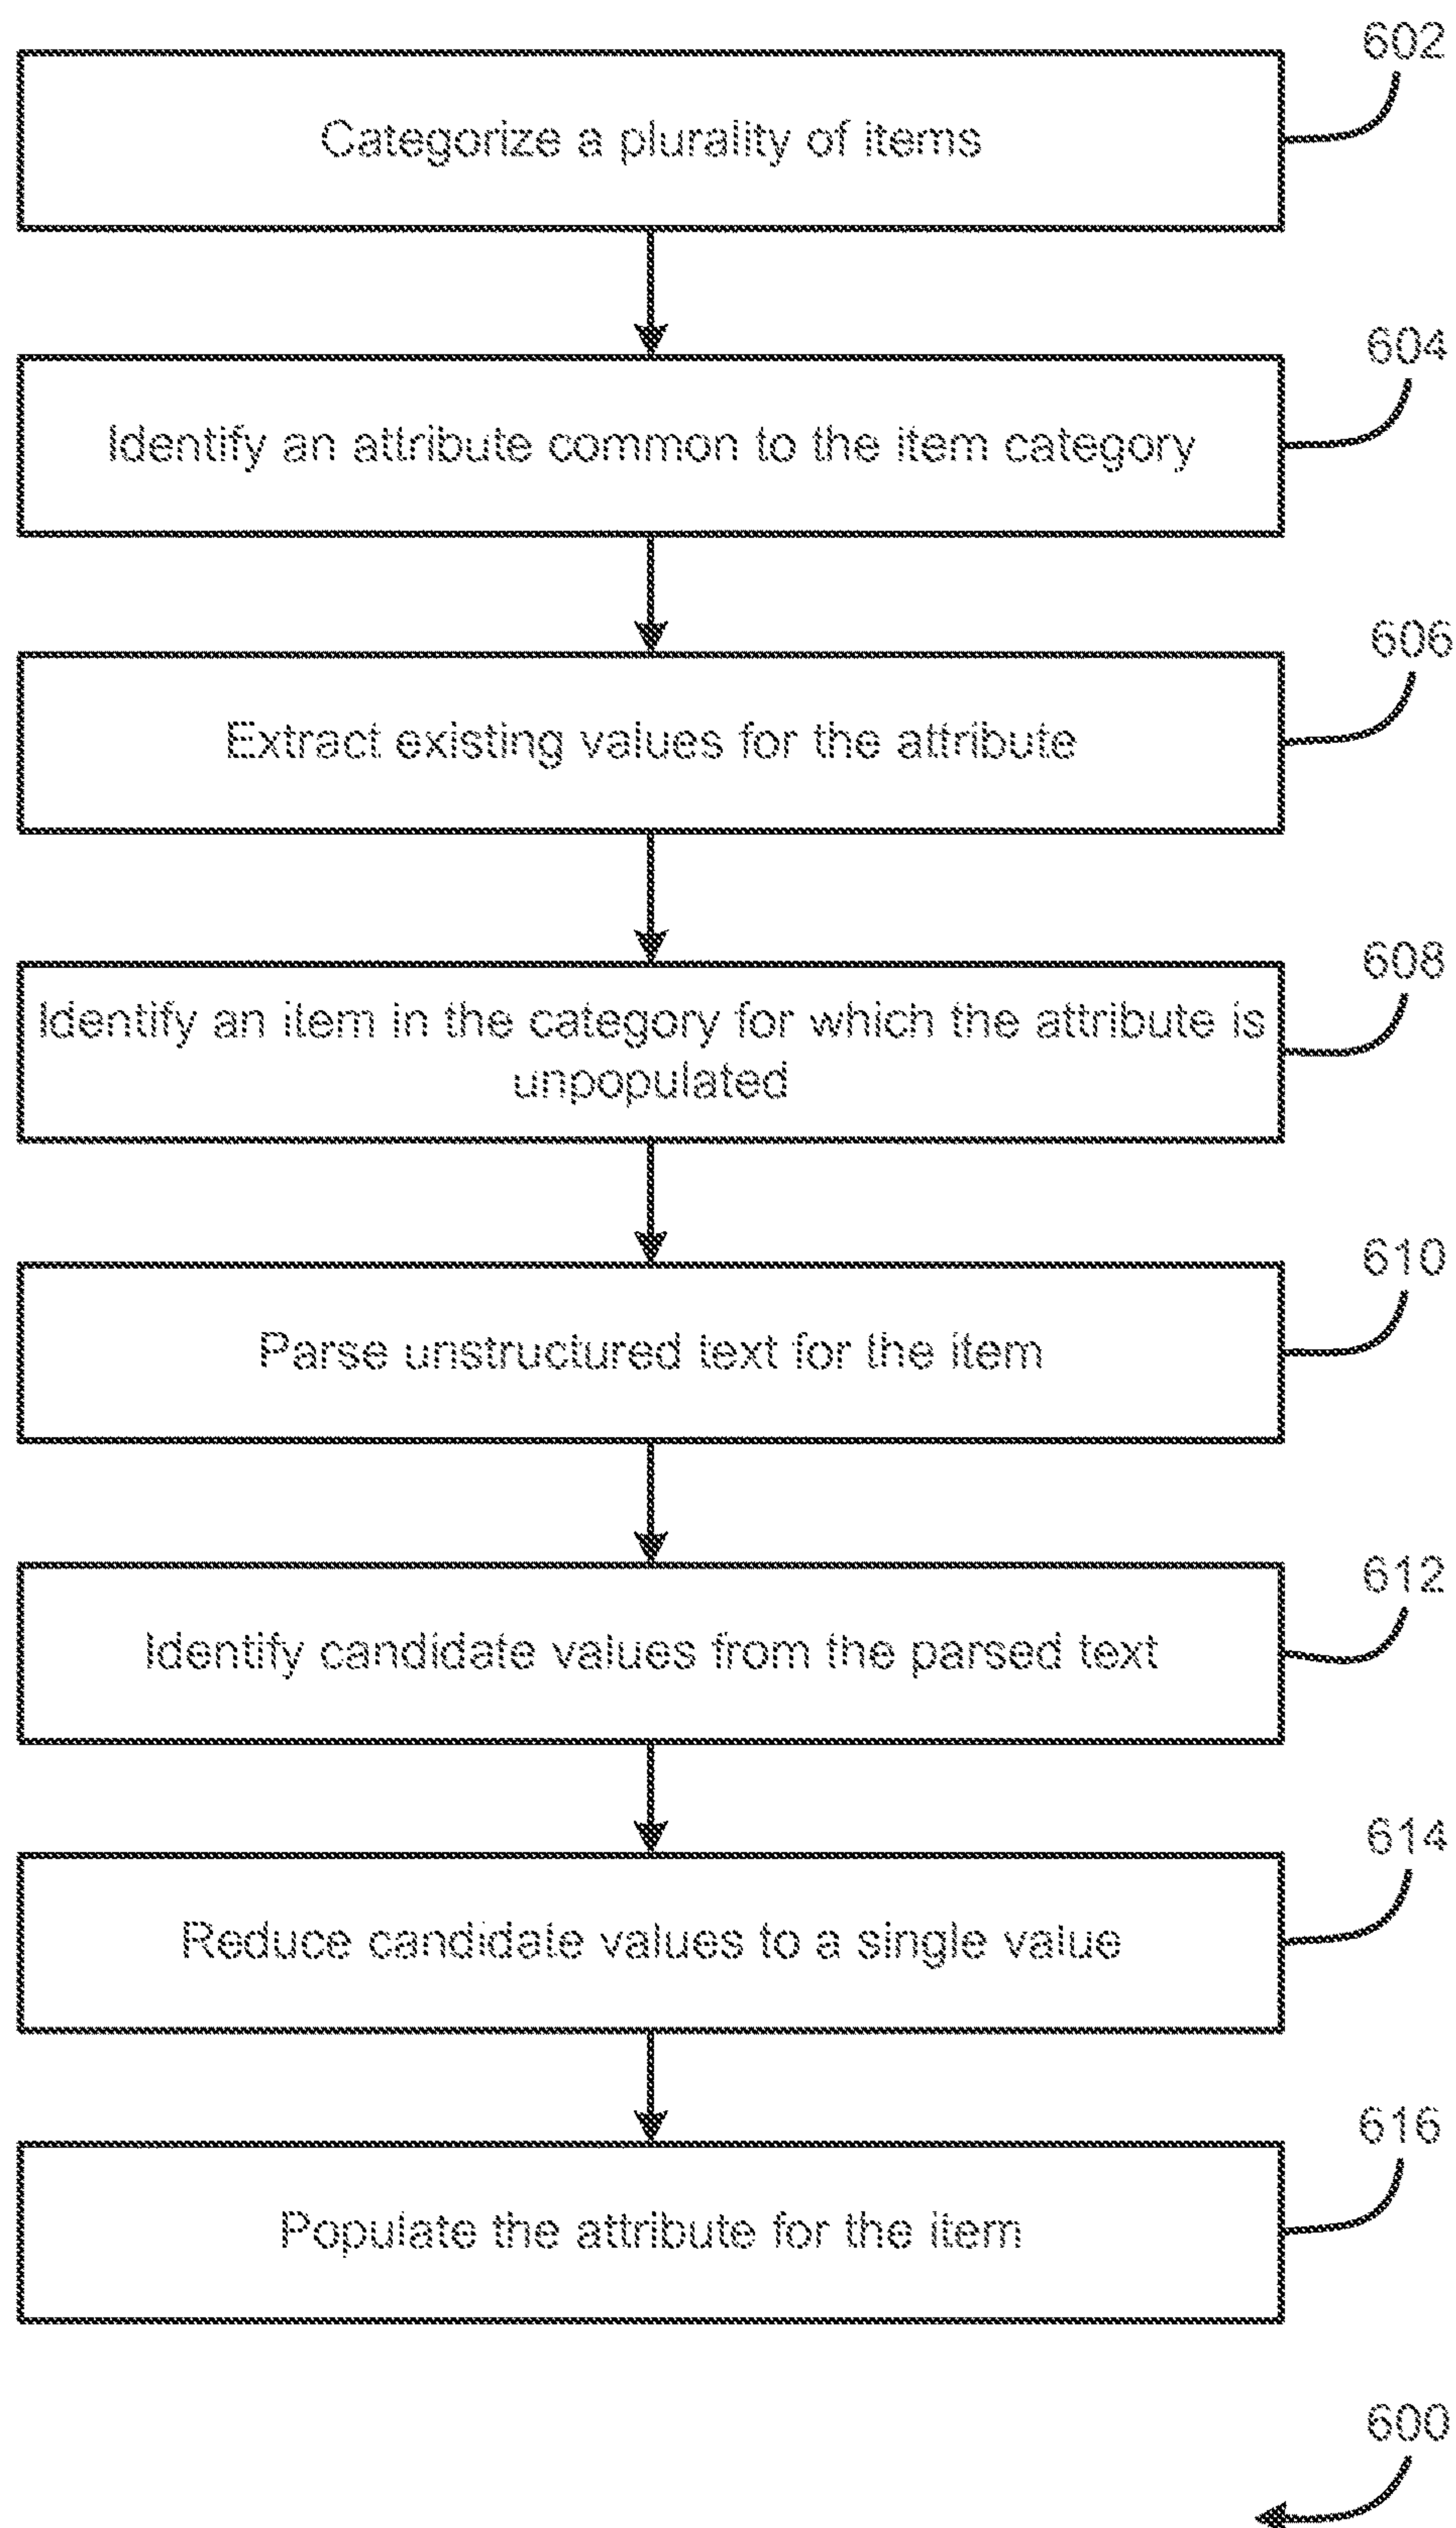 602
Categorize a plurality of items
604
Identify an attribute common to the item category
606
Extract existing values for the attribute
608
Identify an item in the category for which the attribute is
unpopulated
610
Parse unstructured text for the item
612
Identify candidate values from the parsed text
614
Reduce candidate values to a single value
616
Populate the attribute for the item
600